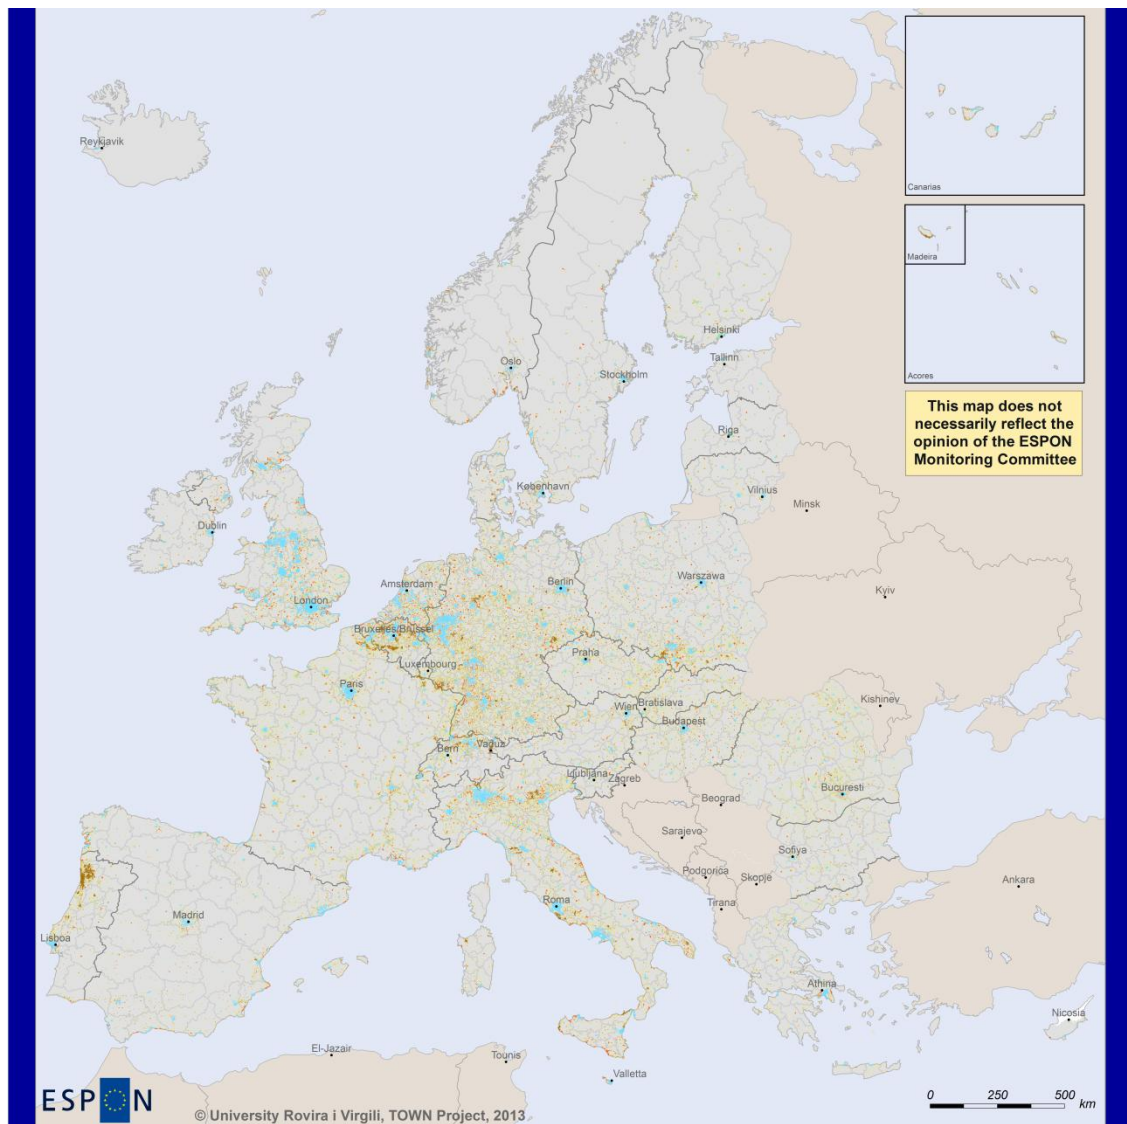 Reykjavik
Canarias
Madeira
Acores
Oslo
Helsinki
Tallinn
Stockholm
Riga
This map does not
necessarily reflect the
opinion of the ESPON
Monitoring Committee
København
Vilnius
Minsk
Dublin
Amsterdam
Berlin
Warszawa
London
Kyiv
Bruxelles/Brussel
Luxembourg
Praha
Paris
Kishinev
Wien
Bratislava
Budapest
Bern
Vaduz
Ljubljana
Zagreb
Bucuresti
Beograd
Sarajevo
Sofiya
Podgorica
Skopje
Ankara
Tirana
Roma
Madrid
Lisboa
Athina
Nicosia
El-Jazair
Tounis
Valletta
ESPON
© University Rovira i Virgili, TOWN Project, 2013
0 250 500
km